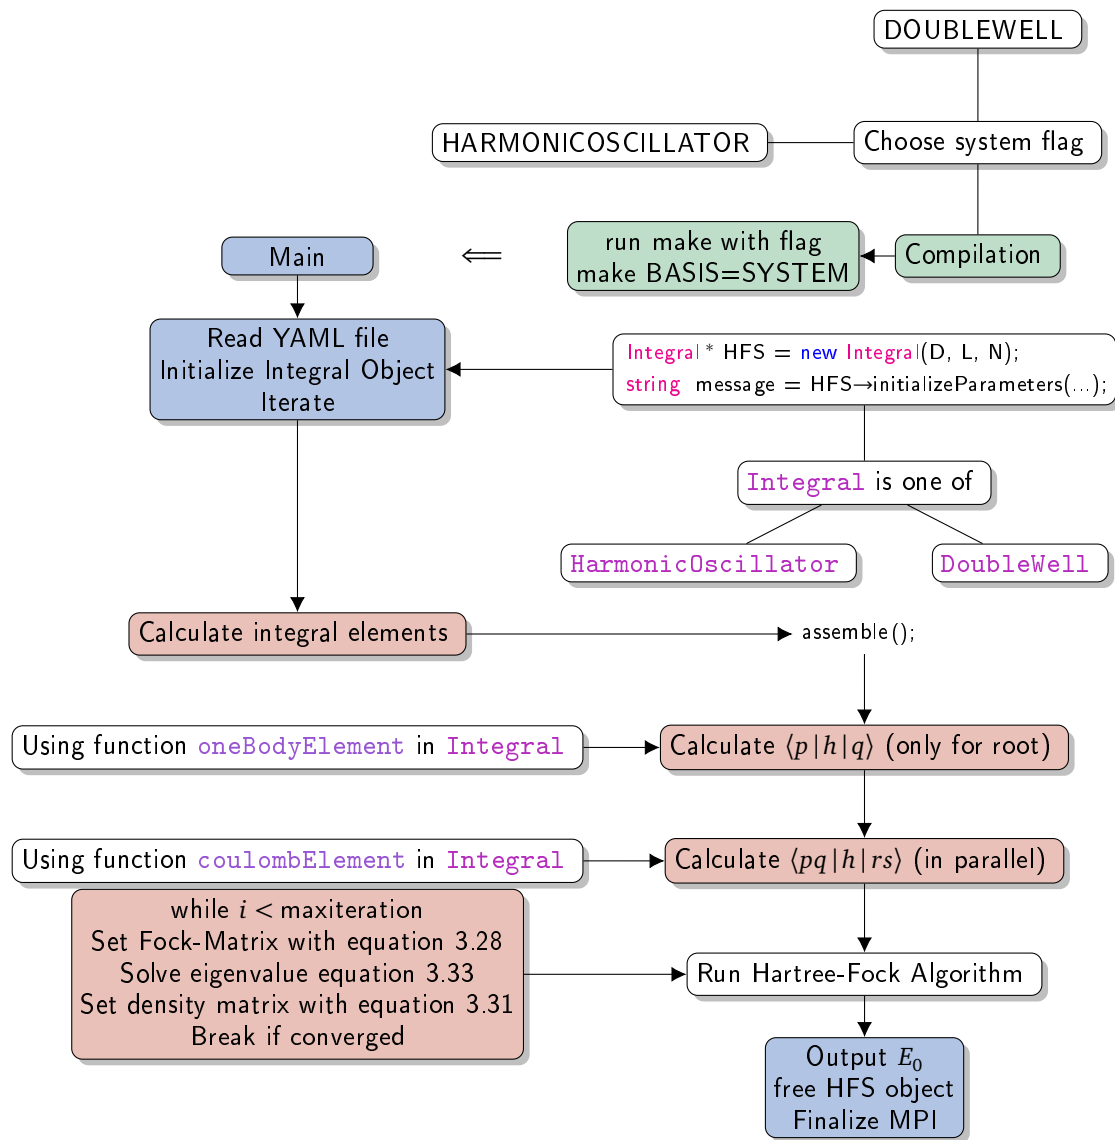 DOUBLEWELL
HARMONICOSCILLATOR
Choose system flag
Main
⟸
run make with flag
make BASIS=SYSTEM
Compilation
Read YAML file
Initialize Integral Object
Iterate
Integral * HFS = new Integral(D, L, N);
string message = HFS→initializeParameters(...);
Integral is one of
HarmonicOscillator
DoubleWell
Calculate integral elements
assemble();
Using function oneBodyElement in Integral
Calculate ⟨p|h|q⟩ (only for root)
Using function coulombElement in Integral
Calculate ⟨pq|h|rs⟩ (in parallel)
while i < maxiteration
Set Fock-Matrix with equation 3.28
Solve eigenvalue equation 3.33
Set density matrix with equation 3.31
Break if converged
Run Hartree-Fock Algorithm
Output E₀
free HFS object
Finalize MPI